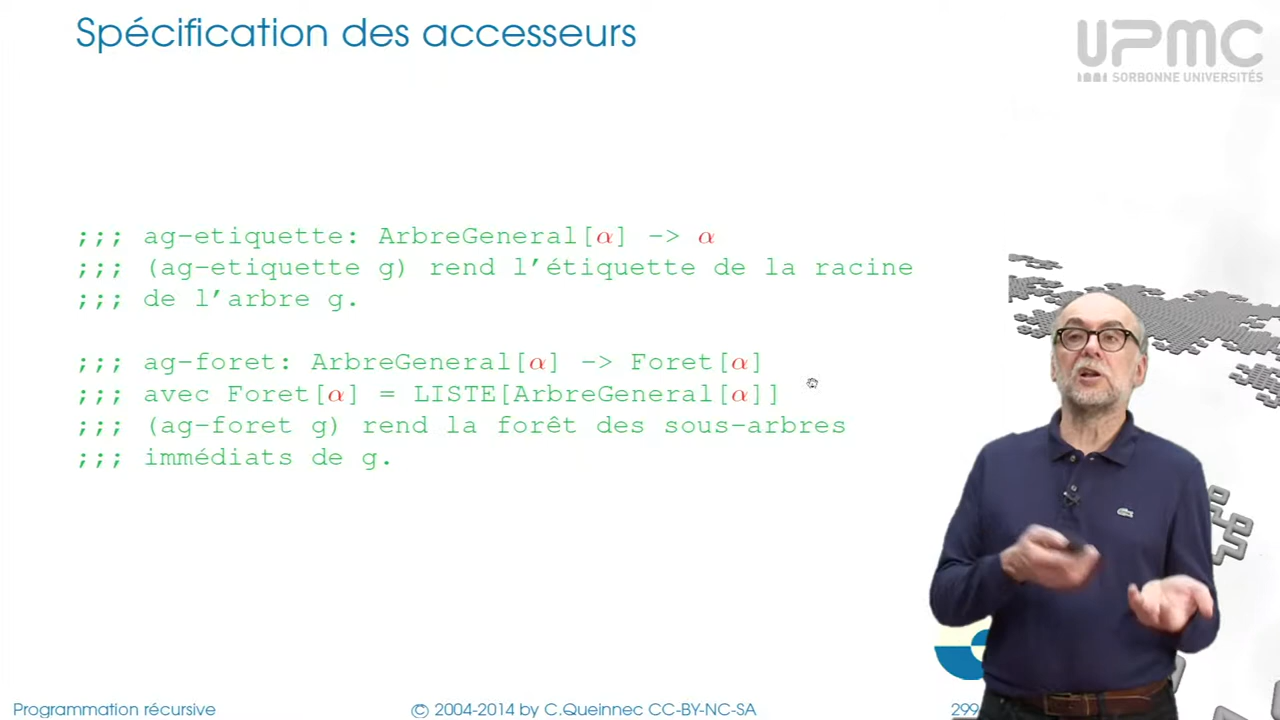 Spécification des accesseurs
UPMC
SORBONNE UNIVERSITÉS
;;; ag-etiquette: ArbreGeneral[α] -> α
;;; (ag-etiquette g) rend l'étiquette de la racine
;;; de l'arbre g.
;;; ag-foret: ArbreGeneral[α] -> Foret[α]
;;; avec Foret[α] = LISTE[ArbreGeneral[α]]
;;; (ag-foret g) rend la forêt des sous-arbres
;;; immédiats de g.
Programmation récursive
© 2004-2014 by C.Queinnec CC-BY-NC-SA
299